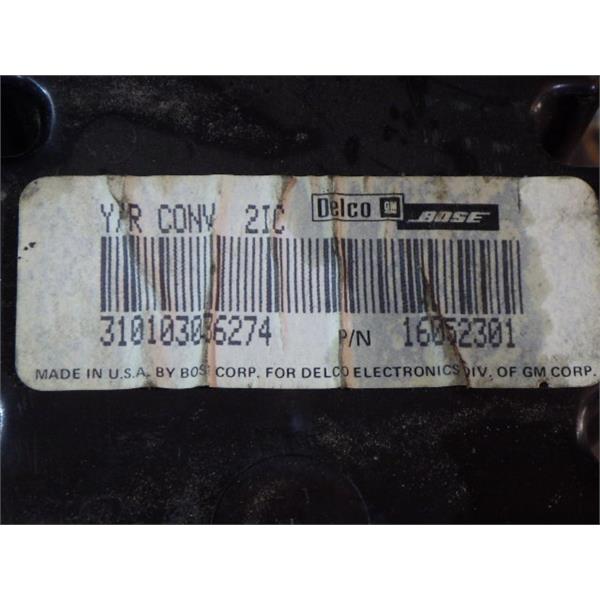 Y/R CONV 2IC Delco GM BOSE
310103036274 P/N 16052301
MADE IN U.S.A. BY BOSE CORP. FOR DELCO ELECTRONICS DIV. OF GM CORP.